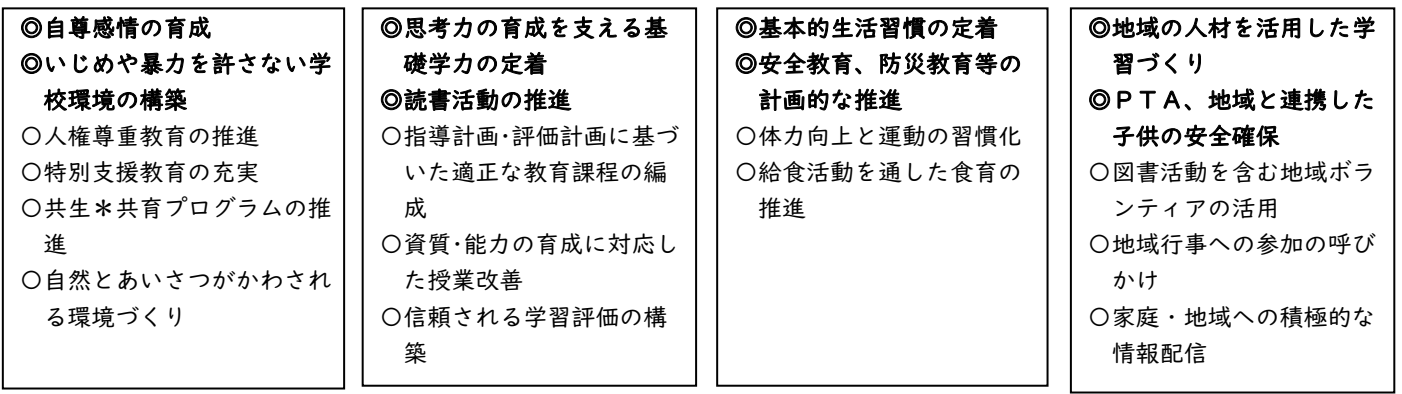 ◎自尊感情の育成
◎いじめや暴力を許さない学
校環境の構築
○人権尊重教育の推進
○特別支援教育の充実
○共生＊共育プログラムの推
進
○自然とあいさつがかわされ
る環境づくり
◎思考力の育成を支える基
礎学力の定着
◎読書活動の推進
○指導計画･評価計画に基づ
いた適正な教育課程の編
成
○資質･能力の育成に対応し
た授業改善
○信頼される学習評価の構
築
◎基本的生活習慣の定着
◎安全教育、防災教育等の
計画的な推進
○体力向上と運動の習慣化
○給食活動を通した食育の
推進
◎地域の人材を活用した学
習づくり
◎ＰＴＡ、地域と連携した
子供の安全確保
○図書活動を含む地域ボラ
ンティアの活用
○地域行事への参加の呼び
かけ
○家庭・地域への積極的な
情報配信